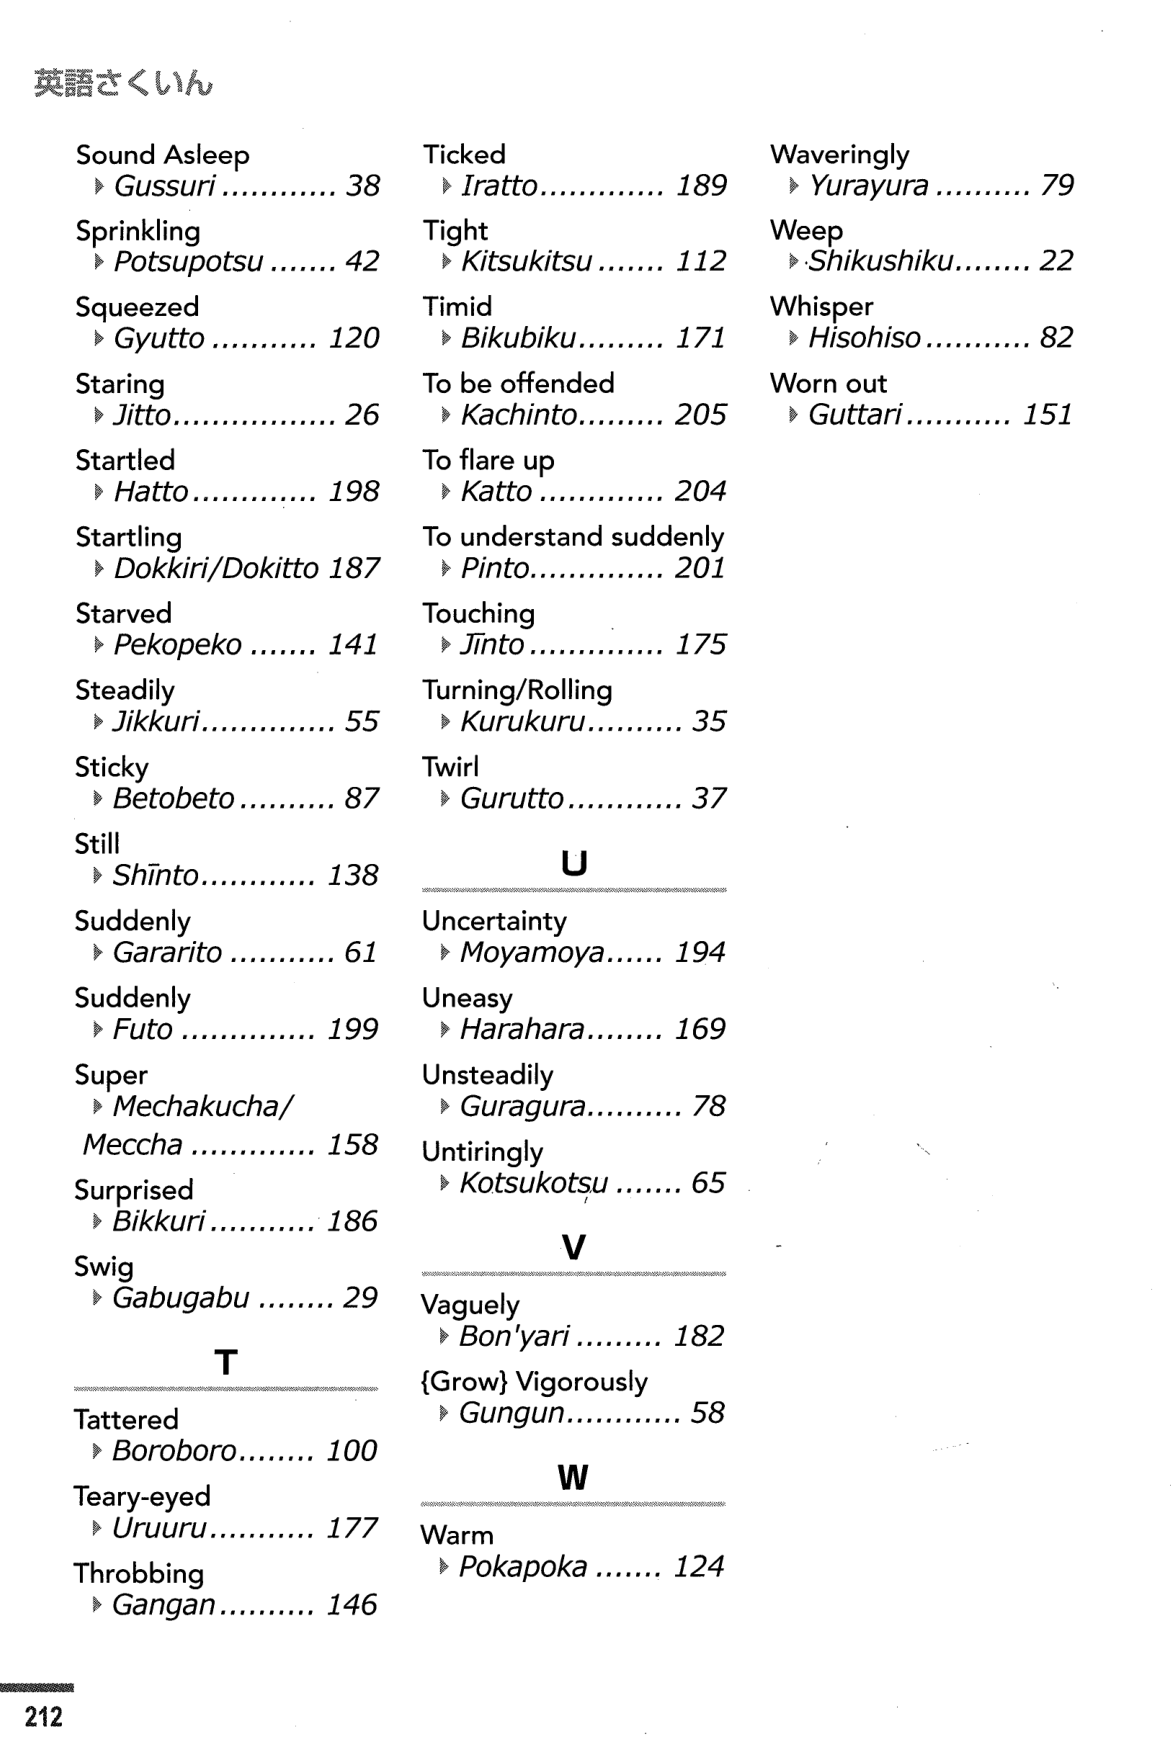 英語さくいん
Sound Asleep
Gussuri ............ 38
Sprinkling
Potsupotsu ....... 42
Squeezed
Gyutto ........... 120
Staring
Jitto................. 26
Startled
Hatto............. 198
Startling
Dokkiri/Dokitto 187
Starved
Pekopeko ....... 141
Steadily
Jikkuri.............. 55
Sticky
Betobeto.......... 87
Still
Shīnto............ 138
Suddenly
Gararito ........... 61
Suddenly
Futo .............. 199
Super
Mechakucha/
Meccha ............. 158
Surprised
Bikkuri........... 186
Swig
Gabugabu ........ 29
T
Tattered
Boroboro........ 100
Teary-eyed
Uruuru........... 177
Throbbing
Gangan.......... 146
Ticked
Iratto............. 189
Tight
Kitsukitsu ....... 112
Timid
Bikubiku......... 171
To be offended
Kachinto......... 205
To flare up
Katto ............. 204
To understand suddenly
Pinto.............. 201
Touching
Jīnto.............. 175
Turning/Rolling
Kurukuru.......... 35
Twirl
Gurutto............ 37
U
Uncertainty
Moyamoya...... 194
Uneasy
Harahara........ 169
Unsteadily
Guragura.......... 78
Untiringly
Kotsukotsu ....... 65
V
Vaguely
Bon'yari ......... 182
{Grow} Vigorously
Gungun............ 58
W
Warm
Pokapoka ....... 124
Waveringly
Yurayura .......... 79
Weep
Shikushiku........ 22
Whisper
Hisohiso........... 82
Worn out
Guttari........... 151
212